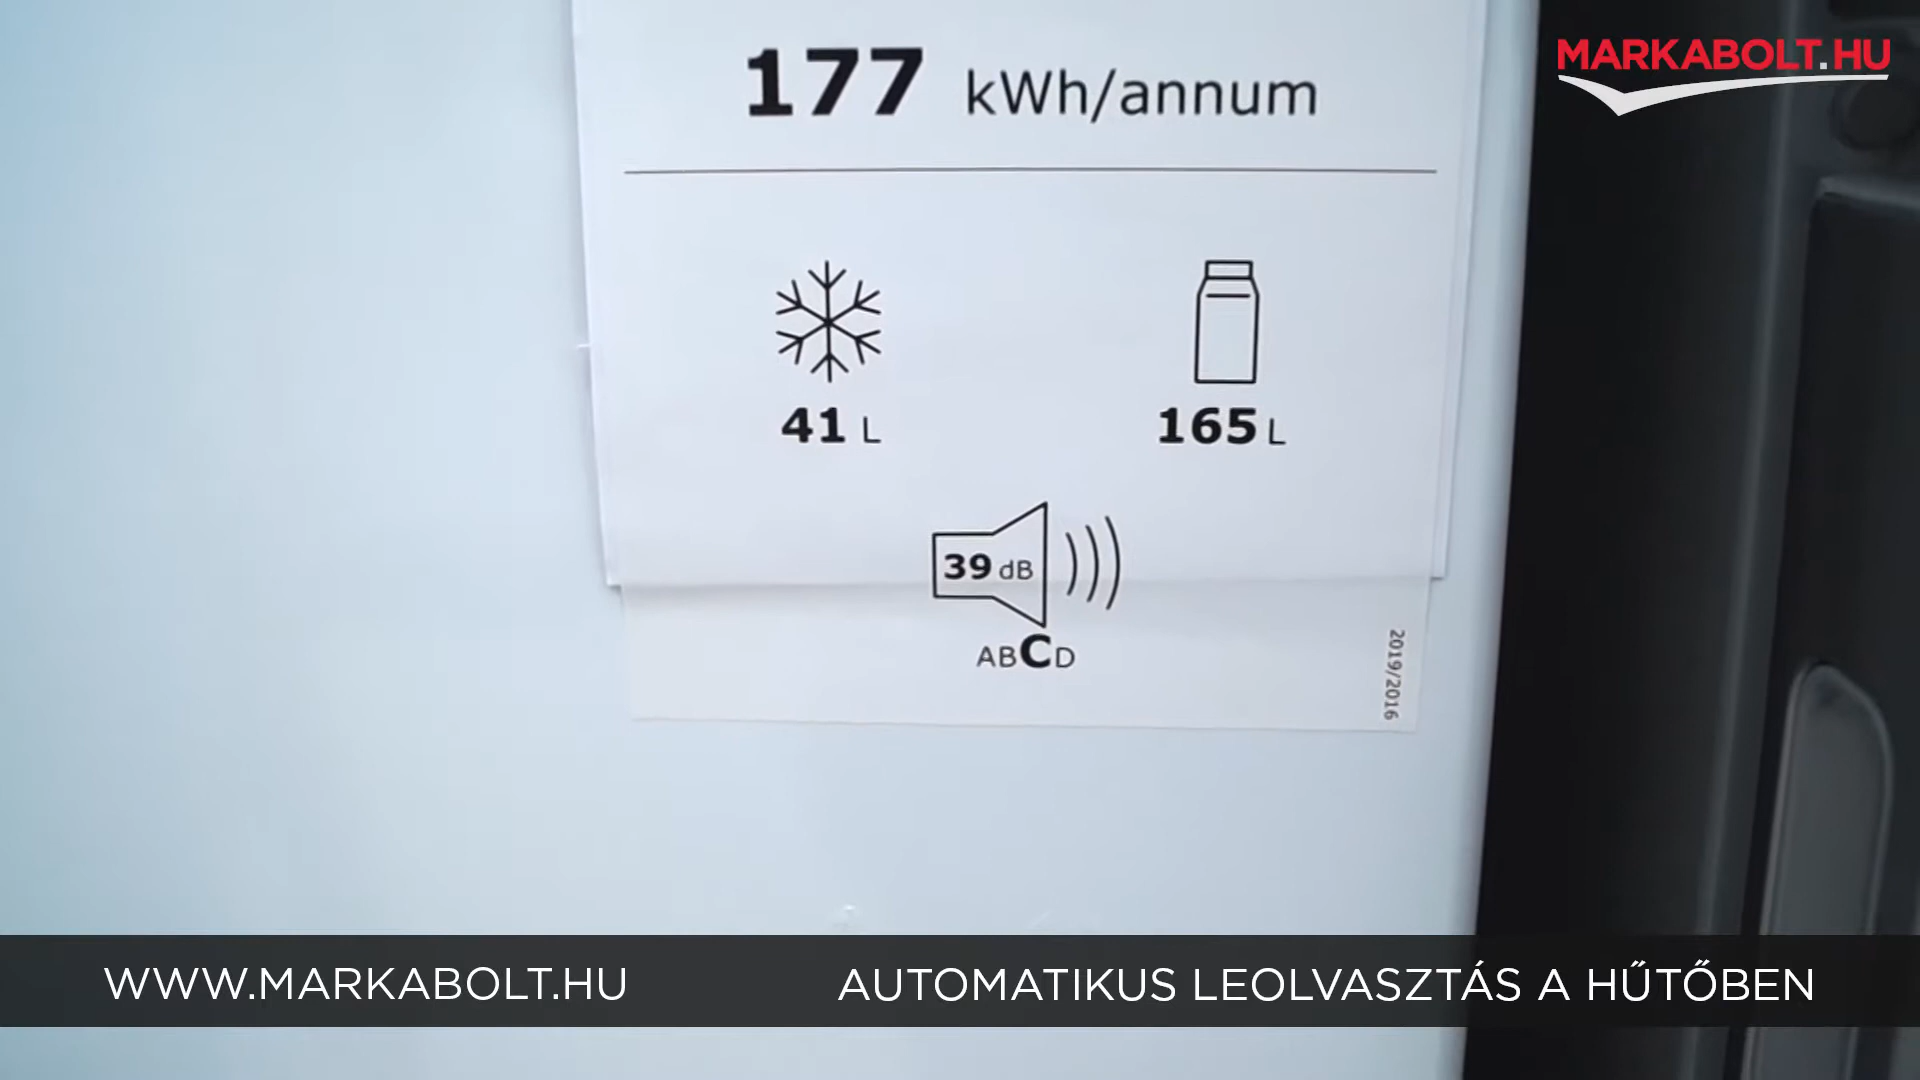 MARKABOLT.HU
177 kWh/annum
41 L
165 L
39 dB
ABCD
2019/2016
WWW.MARKABOLT.HU
AUTOMATIKUS LEOLVASZTÁS A HŰTŐBEN